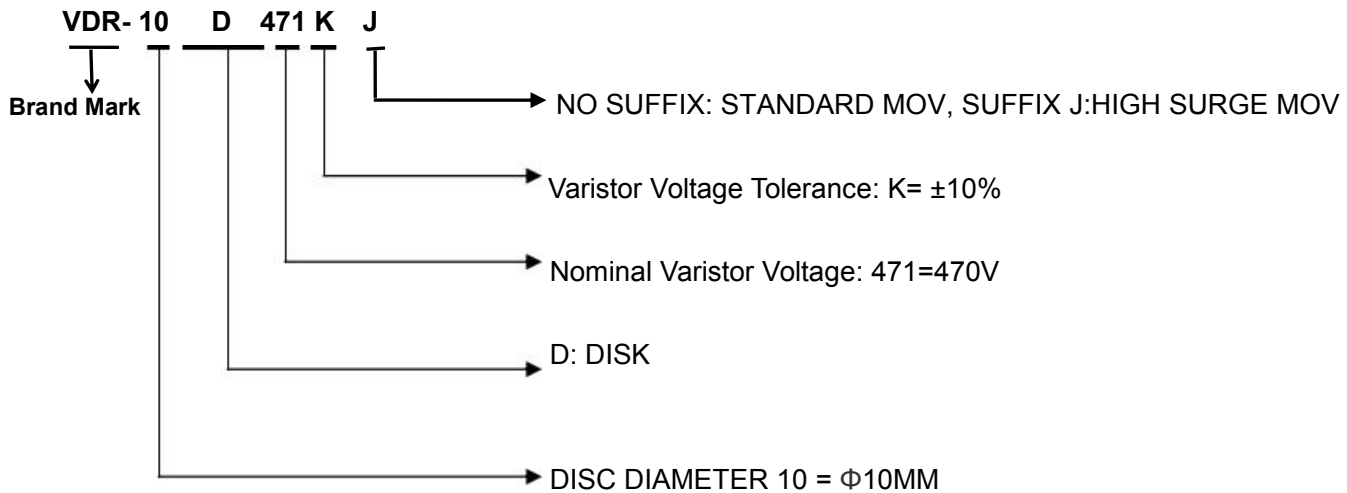 VDR- 10 D 471 K J
Brand Mark
NO SUFFIX: STANDARD MOV, SUFFIX J:HIGH SURGE MOV
Varistor Voltage Tolerance: K= ±10%
Nominal Varistor Voltage: 471=470V
D: DISK
DISC DIAMETER 10 = Φ10MM